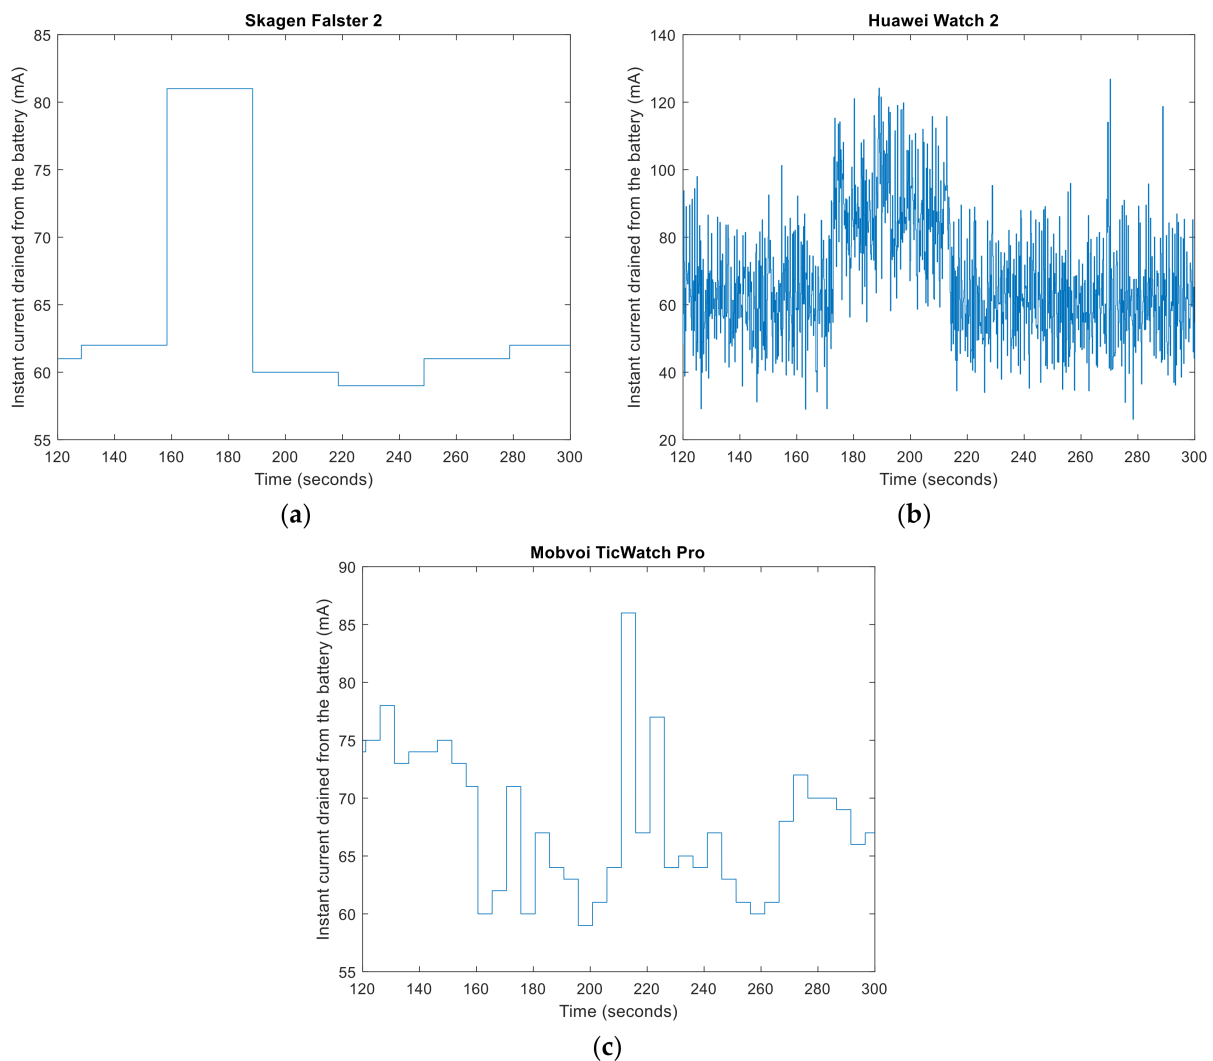 Skagen Falster 2
85
80
75
70
65
60
55
120 140 160 180 200 220 240 260 280 300
Instant current drained from the battery (mA)
Time (seconds)
(a)
Huawei Watch 2
140
120
100
80
60
40
20
120 140 160 180 200 220 240 260 280 300
Instant current drained from the battery (mA)
Time (seconds)
(b)
Mobvoi TicWatch Pro
90
85
80
75
70
65
60
55
120 140 160 180 200 220 240 260 280 300
Instant current drained from the battery (mA)
Time (seconds)
(c)